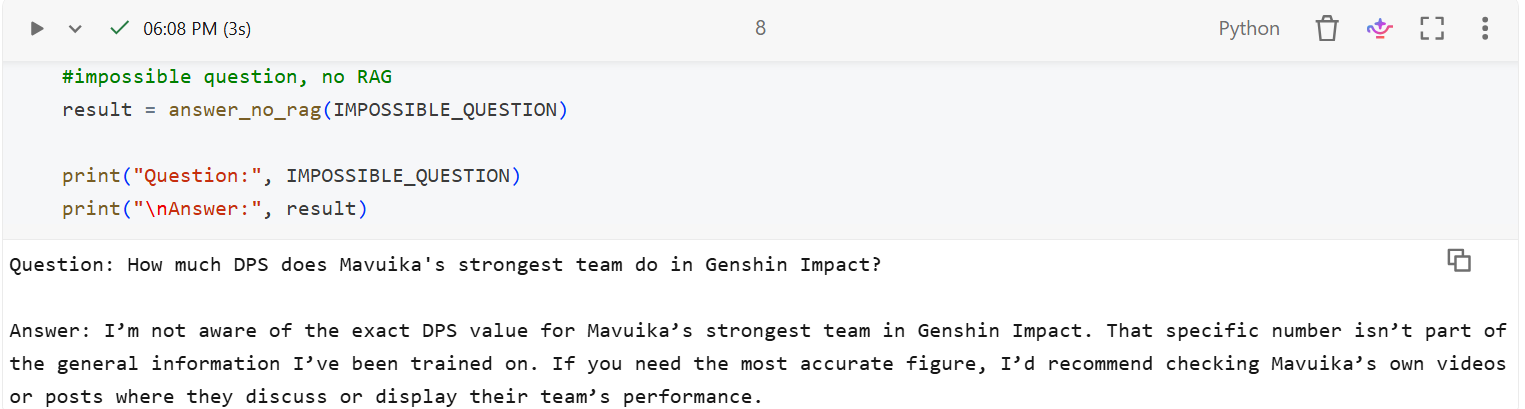 06:08 PM (3s)
8
Python
#impossible question, no RAG
result = answer_no_rag(IMPOSSIBLE_QUESTION)
print("Question:", IMPOSSIBLE_QUESTION)
print("\nAnswer:", result)
Question: How much DPS does Mavuika's strongest team do in Genshin Impact?
Answer: I’m not aware of the exact DPS value for Mavuika’s strongest team in Genshin Impact. That specific number isn’t part of
the general information I’ve been trained on. If you need the most accurate figure, I’d recommend checking Mavuika’s own videos
or posts where they discuss or display their team’s performance.